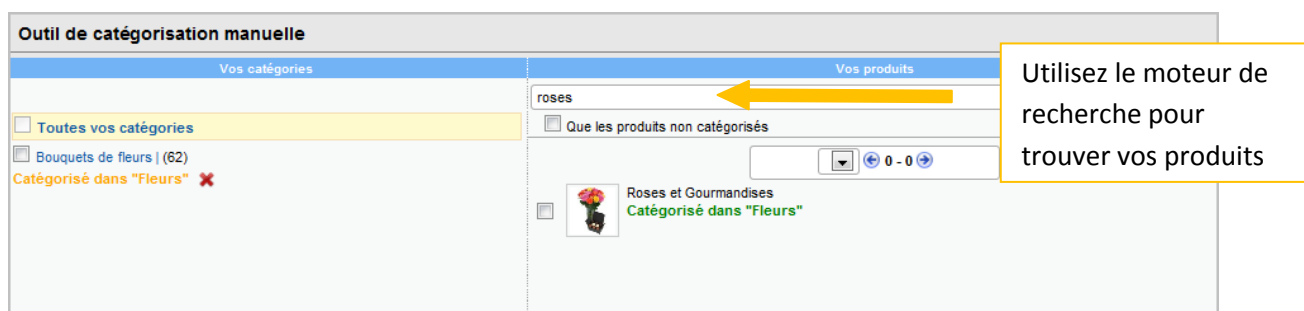 Outil de catégorisation manuelle
Vos catégories
Vos produits
Utilisez le moteur de
recherche pour
trouver vos produits
roses
Toutes vos catégories
Que les produits non catégorisés
Bouquets de fleurs | (62)
0 - 0
Catégorisé dans "Fleurs"
Roses et Gourmandises
Catégorisé dans "Fleurs"